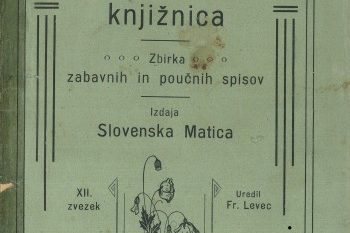 knjižnica
Zbirka
zabavnih in poučnih spisov
Izdaja
Slovenska Matica
XII.
zvezek
Uredil
Fr. Levec